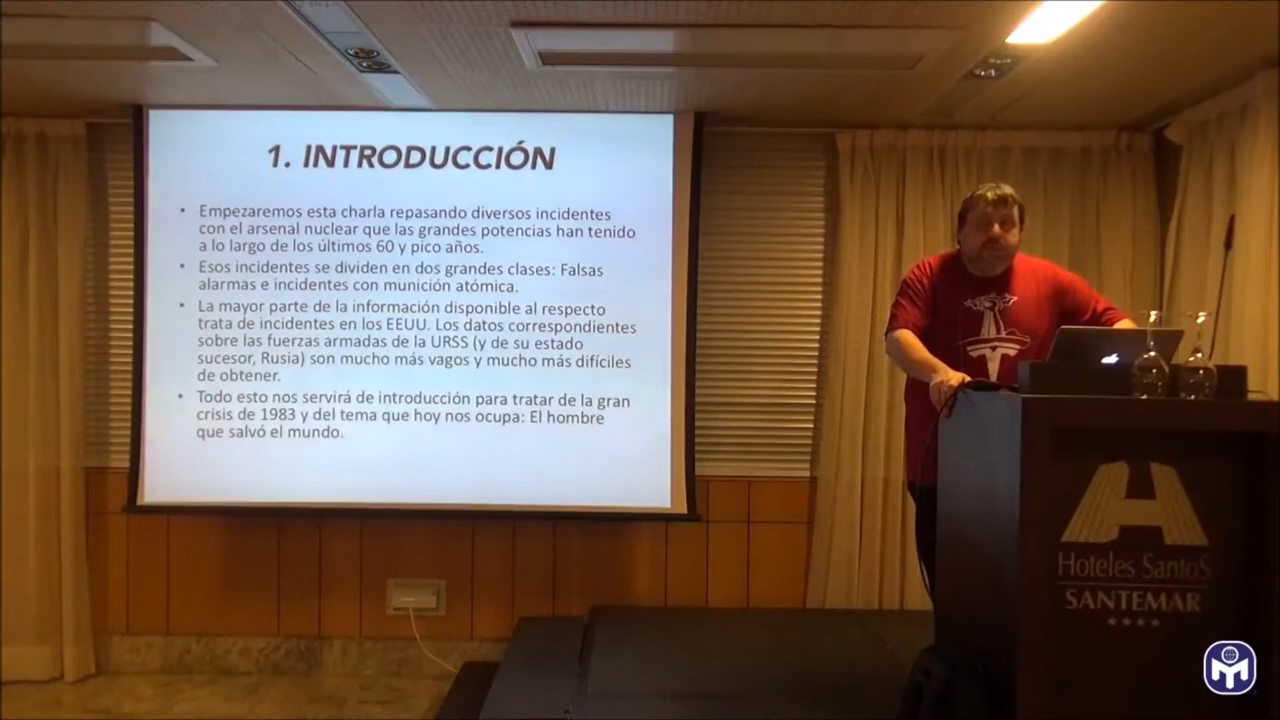 1. INTRODUCCIÓN
• Empezaremos esta charla repasando diversos incidentes
con el arsenal nuclear que las grandes potencias han tenido
a lo largo de los últimos 60 y pico años.
• Esos incidentes se dividen en dos grandes clases: Falsas
alarmas e incidentes con munición atómica.
• La mayor parte de la información disponible al respecto
trata de incidentes en los EEUU. Los datos correspondientes
sobre las fuerzas armadas de la URSS (y de su estado
sucesor, Rusia) son mucho más vagos y mucho más difíciles
de obtener.
• Todo esto nos servirá de introducción para tratar de la gran
crisis de 1983 y del tema que hoy nos ocupa: El hombre
que salvó el mundo.
Hoteles Santos
SANTEMAR